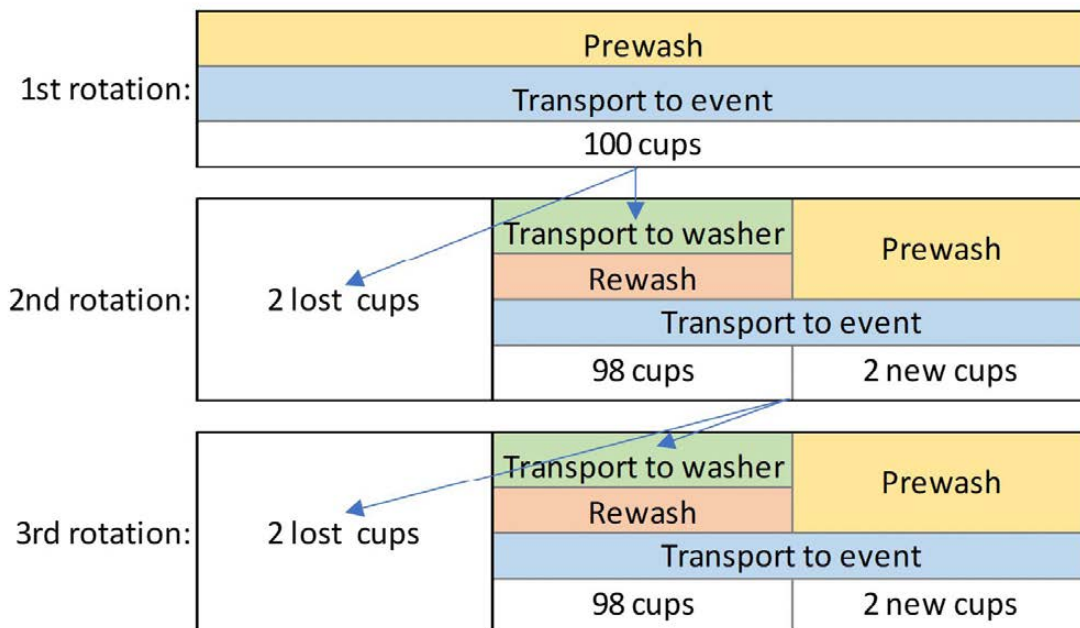 Prewash
1st rotation:
Transport to event
100 cups
Transport to washer
Prewash
Rewash
2nd rotation:
2 lost cups
Transport to event
98 cups
2 new cups
Transport to washer
Prewash
Rewash
3rd rotation:
2 lost cups
Transport to event
98 cups
2 new cups